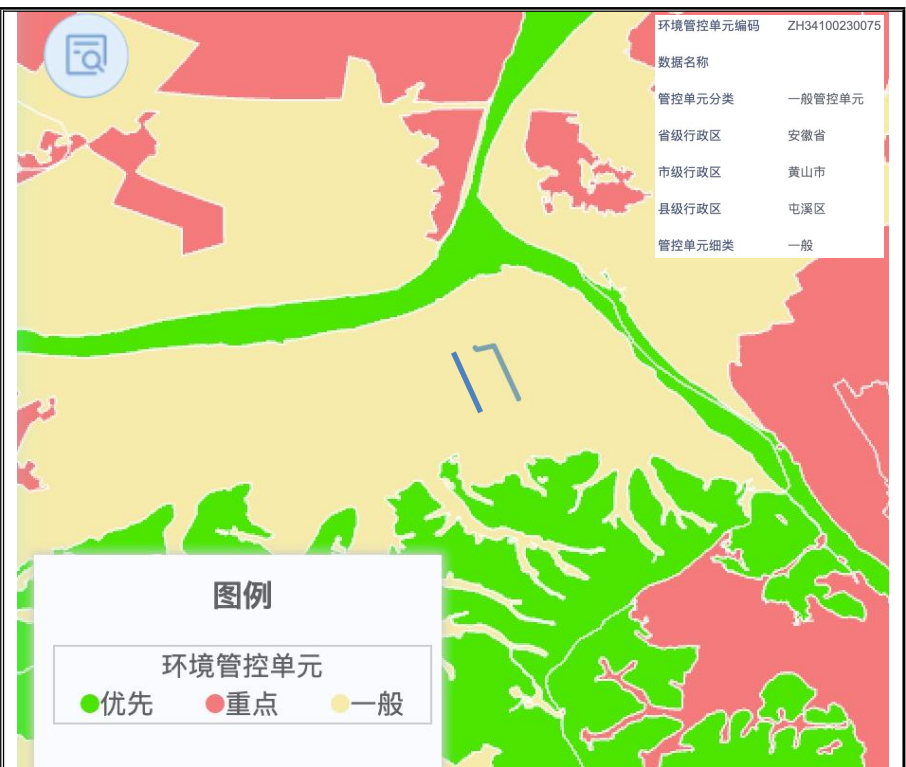 环境管控单元编码 ZH34100230075
数据名称
管控单元分类 一般管控单元
省级行政区 安徽省
市级行政区 黄山市
县级行政区 屯溪区
管控单元细类 一般
图例
环境管控单元
优先 重点 一般